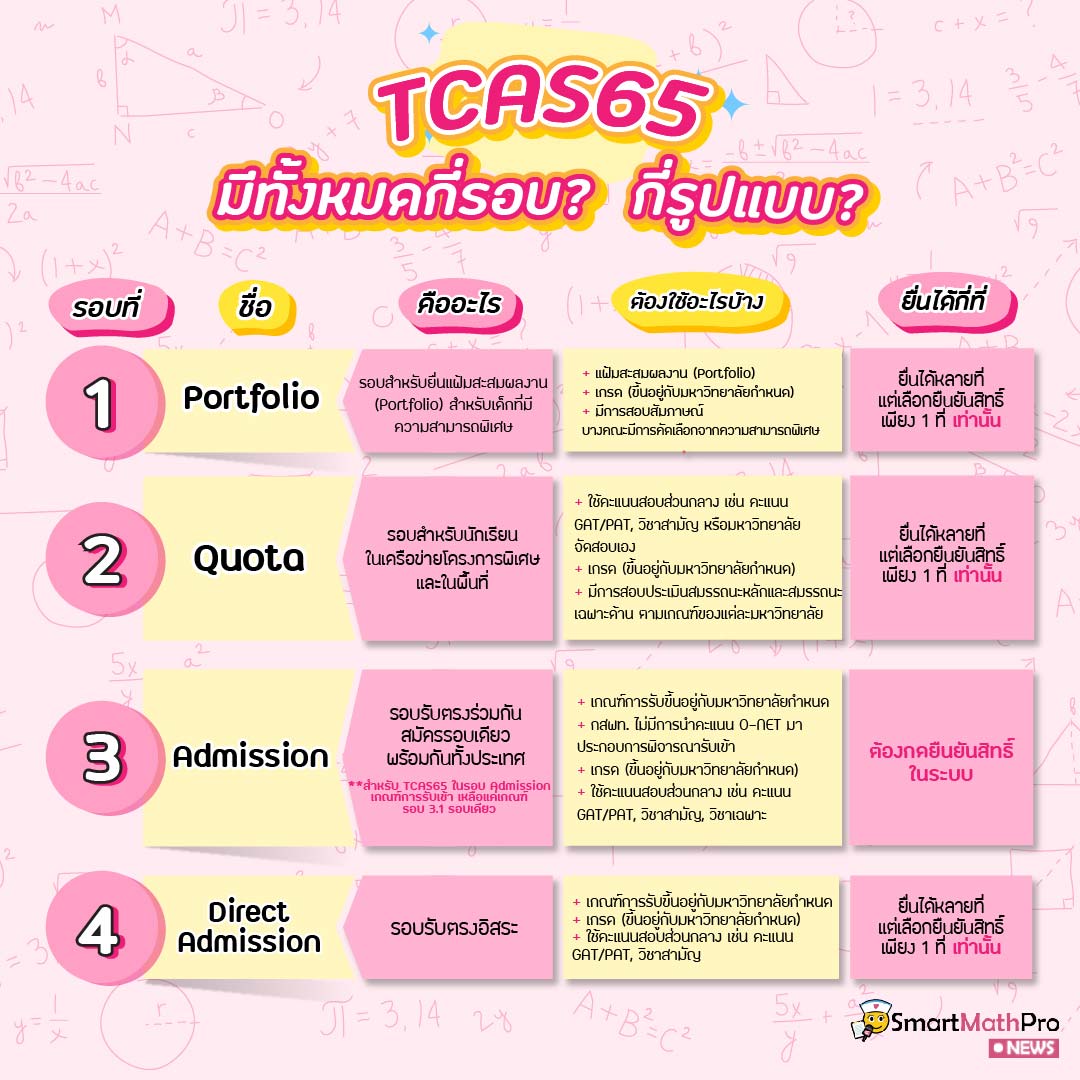 TCAS65
มีทั้งหมดกี่รอบ? กี่รูปแบบ?
รอบที่
ชื่อ
คืออะไร
ต้องใช้อะไรบ้าง
ยื่นได้กี่ที่
1
Portfolio
รอบสำหรับยื่นแฟ้มสะสมผลงาน
(Portfolio) สำหรับเด็กที่มี
ความสามารถพิเศษ
+ แฟ้มสะสมผลงาน (Portfolio)
+ เกรด (ขึ้นอยู่กับมหาวิทยาลัยกำหนด)
+ มีการสอบสัมภาษณ์
บางคณะมีการคัดเลือกจากความสามารถพิเศษ
ยื่นได้หลายที่
แต่เลือกยืนยันสิทธิ์
เพียง 1 ที่ เท่านั้น
2
Quota
รอบสำหรับนักเรียน
ในเครือข่ายโครงการพิเศษ
และในพื้นที่
+ ใช้คะแนนสอบส่วนกลาง เช่น คะแนน
GAT/PAT, วิชาสามัญ หรือมหาวิทยาลัย
จัดสอบเอง
+ เกรด (ขึ้นอยู่กับมหาวิทยาลัยกำหนด)
+ มีการสอบประเมินสมรรถนะหลักและสมรรถนะ
เฉพาะด้าน ตามเกณฑ์ของแต่ละมหาวิทยาลัย
ยื่นได้หลายที่
แต่เลือกยืนยันสิทธิ์
เพียง 1 ที่ เท่านั้น
3
Admission
รอบรับตรงร่วมกัน
สมัครรอบเดียว
พร้อมกันทั้งประเทศ
**สำหรับ TCAS65 ในรอบ Admission
เกณฑ์การรับเข้า เหลือแค่เกณฑ์
รอบ 3.1 รอบเดียว
+ เกณฑ์การรับขึ้นอยู่กับมหาวิทยาลัยกำหนด
+ กสพท. ไม่มีการนำคะแนน O-NET มา
ประกอบการพิจารณารับเข้า
+ เกรด (ขึ้นอยู่กับมหาวิทยาลัยกำหนด)
+ ใช้คะแนนสอบส่วนกลาง เช่น คะแนน
GAT/PAT, วิชาสามัญ, วิชาเฉพาะ
ต้องกดยืนยันสิทธิ์
ในระบบ
4
Direct
Admission
รอบรับตรงอิสระ
+ เกณฑ์การรับขึ้นอยู่กับมหาวิทยาลัยกำหนด
+ เกรด (ขึ้นอยู่กับมหาวิทยาลัยกำหนด)
+ ใช้คะแนนสอบส่วนกลาง เช่น คะแนน
GAT/PAT, วิชาสามัญ
ยื่นได้หลายที่
แต่เลือกยืนยันสิทธิ์
เพียง 1 ที่ เท่านั้น
SmartMathPro
NEWS